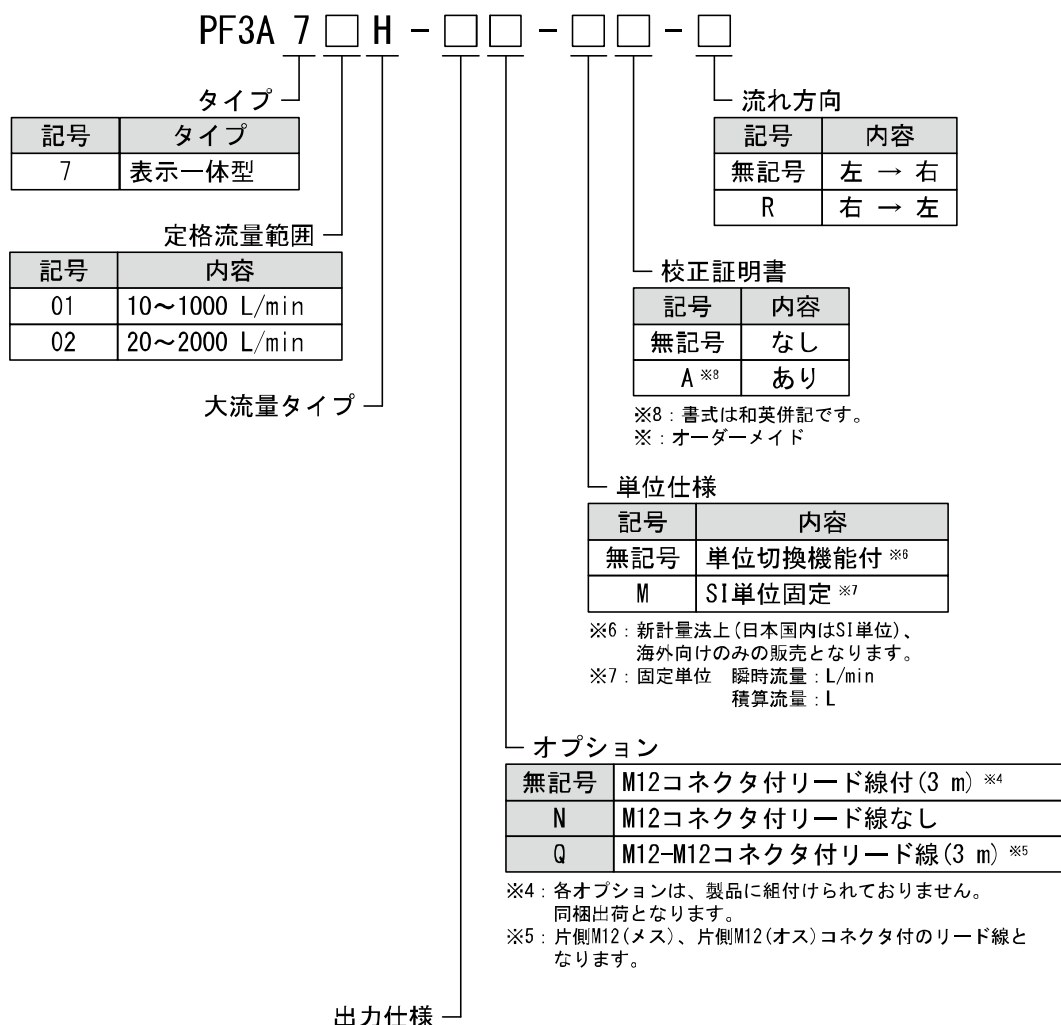 PF3A 7 □ H - □ □ - □ □ - □
タイプ
記号 タイプ
7 表示一体型
定格流量範囲
記号 内容
01 10～1000 L/min
02 20～2000 L/min
大流量タイプ
流れ方向
記号 内容
無記号 左 → 右
R 右 → 左
校正証明書
記号 内容
無記号 なし
A ※8 あり
※8：書式は和英併記です。
※：オーダーメイド
単位仕様
記号 内容
無記号 単位切換機能付 ※6
M SI単位固定 ※7
※6：新計量法上(日本国内はSI単位)、
海外向けのみの販売となります。
※7：固定単位 瞬時流量：L/min
積算流量：L
オプション
無記号 M12コネクタ付リード線付(3 m) ※4
N M12コネクタ付リード線なし
Q M12-M12コネクタ付リード線(3 m) ※5
※4：各オプションは、製品に組付けられておりません。
同梱出荷となります。
※5：片側M12(メス)、片側M12(オス)コネクタ付のリード線と
なります。
出力仕様